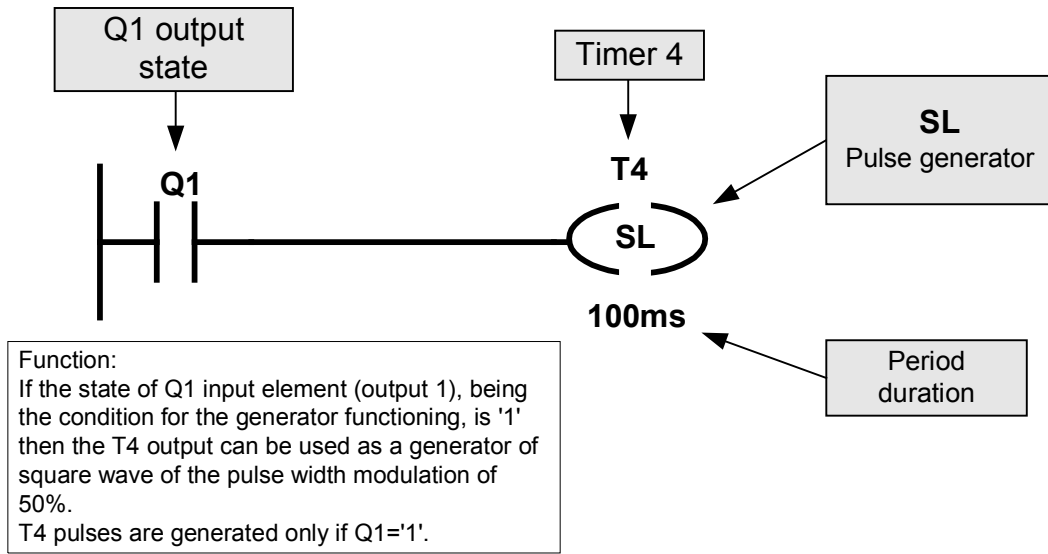 Q1 output
state
Timer 4
SL
Pulse generator
Q1
T4
SL
100ms
Period
duration
Function:
If the state of Q1 input element (output 1), being
the condition for the generator functioning, is '1'
then the T4 output can be used as a generator of
square wave of the pulse width modulation of
50%.
T4 pulses are generated only if Q1='1'.